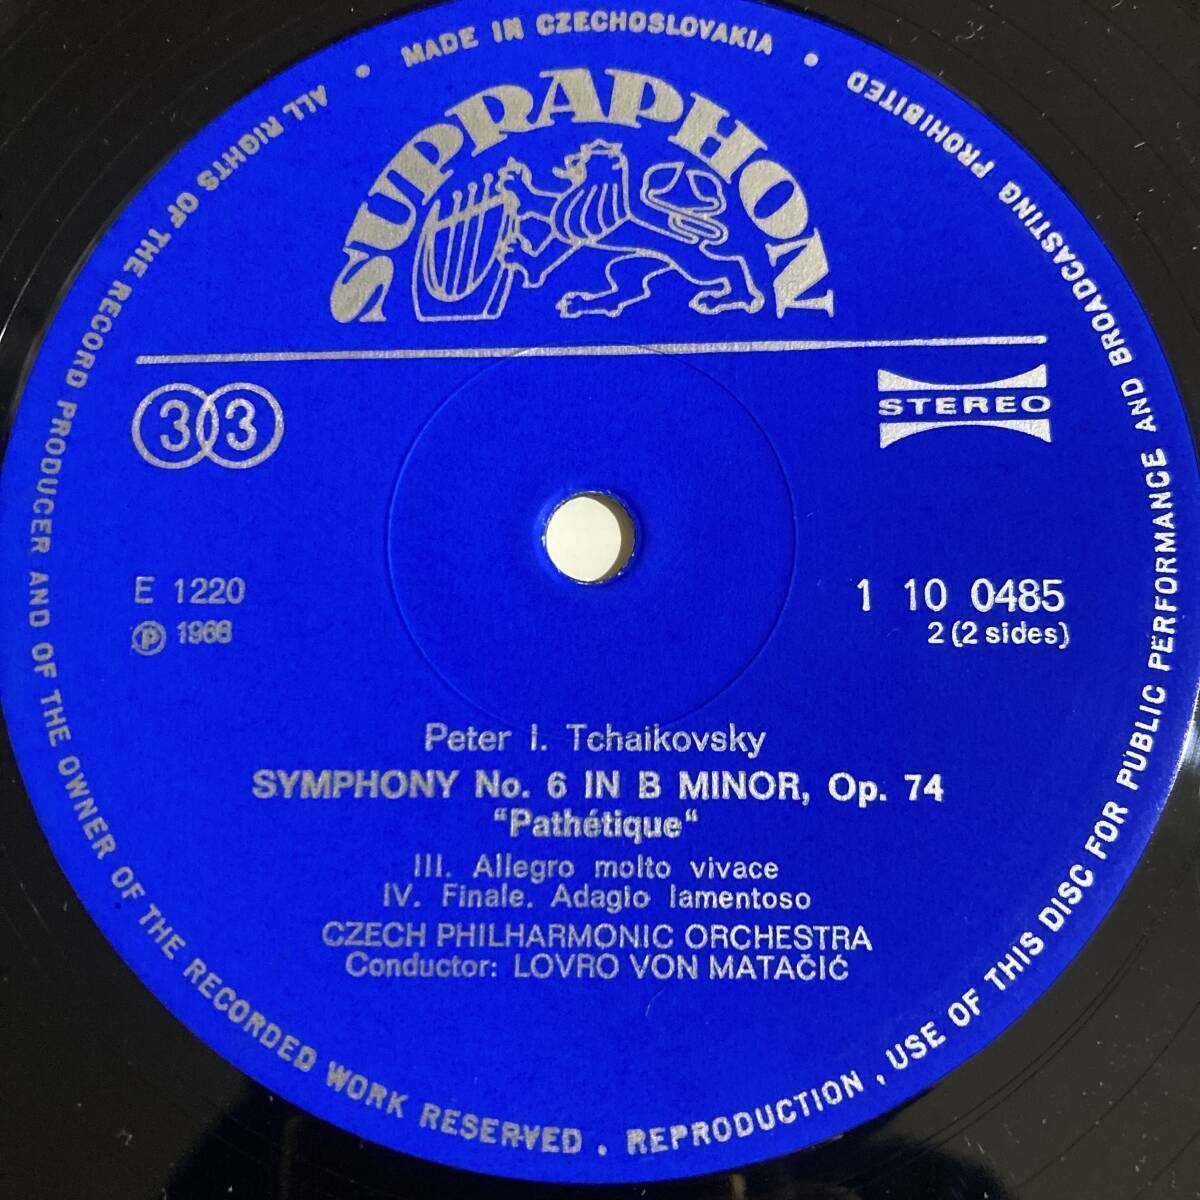 MADE IN CZECHOSLOVAKIA
SUPRAPHON
33
STEREO
E 1220
1 10 0485
℗ 1968
2 (2 sides)
Peter I. Tchaikovsky
SYMPHONY No. 6 IN B MINOR, Op. 74
"Pathétique"
III. Allegro molto vivace
IV. Finale. Adagio lamentoso
CZECH PHILHARMONIC ORCHESTRA
Conductor: LOVRO VON MATAČIĆ
ALL RIGHTS OF THE RECORD PRODUCER AND OF THE OWNER OF THE RECORDED WORK RESERVED . REPRODUCTION , USE OF THIS DISC FOR PUBLIC PERFORMANCE AND BROADCASTING PROHIBITED